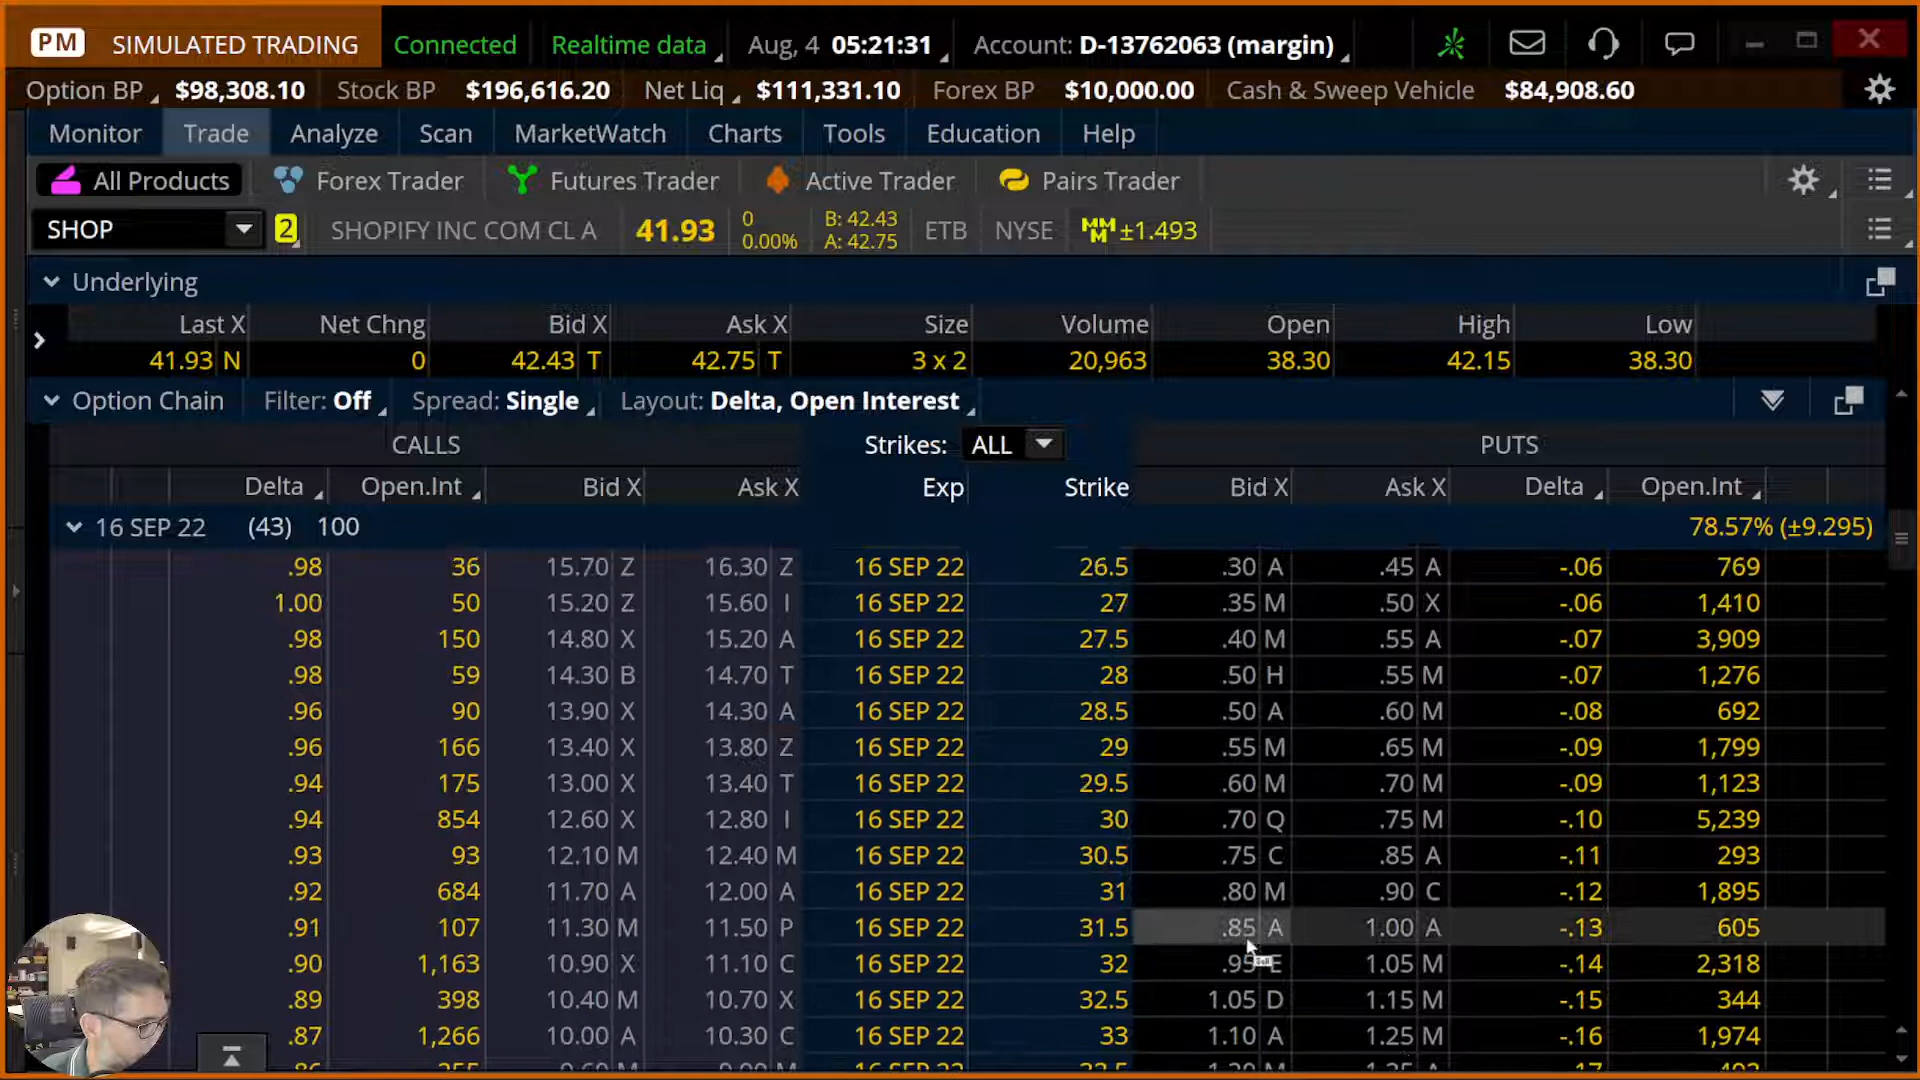 PM SIMULATED TRADING Connected Realtime data Aug, 4 05:21:31 Account: D-13762063 (margin)
Option BP $98,308.10 Stock BP $196,616.20 Net Liq $111,331.10 Forex BP $10,000.00 Cash & Sweep Vehicle $84,908.60
Monitor Trade Analyze Scan MarketWatch Charts Tools Education Help
All Products Forex Trader Futures Trader Active Trader Pairs Trader
SHOP 2 SHOPIFY INC COM CL A 41.93 0 0.00% B: 42.43 A: 42.75 ETB NYSE MMM ±1.493
Underlying
Last X Net Chng Bid X Ask X Size Volume Open High Low
41.93 N 0 42.43 T 42.75 T 3 x 2 20,963 38.30 42.15 38.30
Option Chain Filter: Off Spread: Single Layout: Delta, Open Interest
CALLS Strikes: ALL PUTS
Delta Open.Int Bid X Ask X Exp Strike Bid X Ask X Delta Open.Int
16 SEP 22 (43) 100 78.57% (±9.295)
.98 36 15.70 Z 16.30 Z 16 SEP 22 26.5 .30 A .45 A -.06 769
1.00 50 15.20 Z 15.60 I 16 SEP 22 27 .35 M .50 X -.06 1,410
.98 150 14.80 X 15.20 A 16 SEP 22 27.5 .40 M .55 A -.07 3,909
.98 59 14.30 B 14.70 T 16 SEP 22 28 .50 H .55 M -.07 1,276
.96 90 13.90 X 14.30 A 16 SEP 22 28.5 .50 A .60 M -.08 692
.96 166 13.40 X 13.80 Z 16 SEP 22 29 .55 M .65 M -.09 1,799
.94 175 13.00 X 13.40 T 16 SEP 22 29.5 .60 M .70 M -.09 1,123
.94 854 12.60 X 12.80 I 16 SEP 22 30 .70 Q .75 M -.10 5,239
.93 93 12.10 M 12.40 M 16 SEP 22 30.5 .75 C .85 A -.11 293
.92 684 11.70 A 12.00 A 16 SEP 22 31 .80 M .90 C -.12 1,895
.91 107 11.30 M 11.50 P 16 SEP 22 31.5 .85 A 1.00 A -.13 605
.90 1,163 10.90 X 11.10 C 16 SEP 22 32 .95 E 1.05 M -.14 2,318
.89 398 10.40 M 10.70 X 16 SEP 22 32.5 1.05 D 1.15 M -.15 344
.87 1,266 10.00 A 10.30 C 16 SEP 22 33 1.10 A 1.25 M -.16 1,974